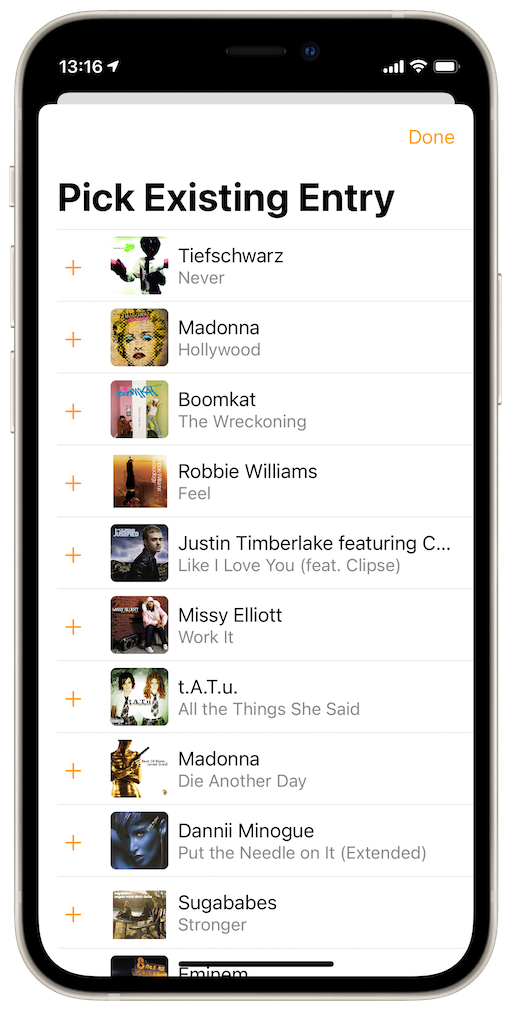 13:16
Done
Pick Existing Entry
Tiefschwarz
Never
Madonna
Hollywood
Boomkat
The Wreckoning
Robbie Williams
Feel
Justin Timberlake featuring C...
Like I Love You (feat. Clipse)
Missy Elliott
Work It
t.A.T.u.
All the Things She Said
Madonna
Die Another Day
Dannii Minogue
Put the Needle on It (Extended)
Sugababes
Stronger
Eminem